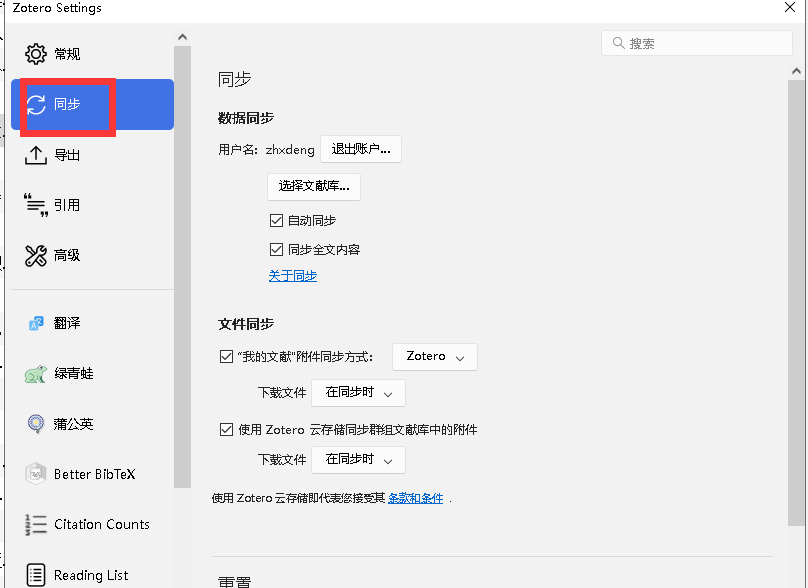 Zotero Settings
搜索
常规
同步
导出
引用
高级
翻译
绿青蛙
蒲公英
Better BibTeX
Citation Counts
Reading List
同步
数据同步
用户名: zhxdeng 退出账户...
选择文献库...
自动同步
同步全文内容
关于同步
文件同步
“我的文献”附件同步方式: Zotero
下载文件 在同步时
使用 Zotero 云存储同步群组文献库中的附件
下载文件 在同步时
使用 Zotero 云存储即代表您接受其 条款和条件 .
重置